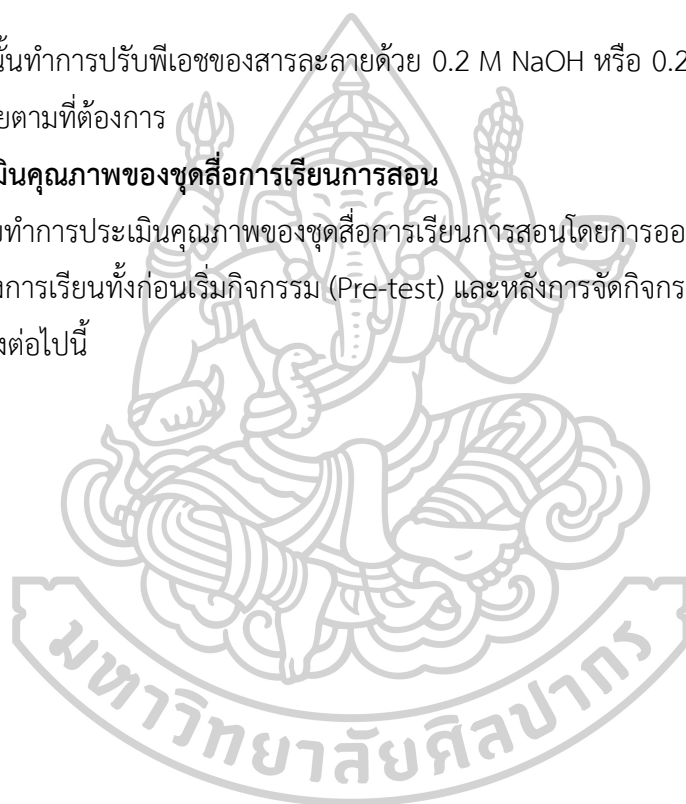 ั้นทำการปรับพีเอชของสารละลายด้วย 0.2 M NaOH หรือ 0.2
ยตามที่ต้องการ
มินคุณภาพของชุดสื่อการเรียนการสอน
ทำการประเมินคุณภาพของชุดสื่อการเรียนการสอนโดยการออ
งการเรียนทั้งก่อนเริ่มกิจกรรม (Pre-test) และหลังการจัดกิจกร
งต่อไปนี้
มหาวิทยาลัยศิลปากร